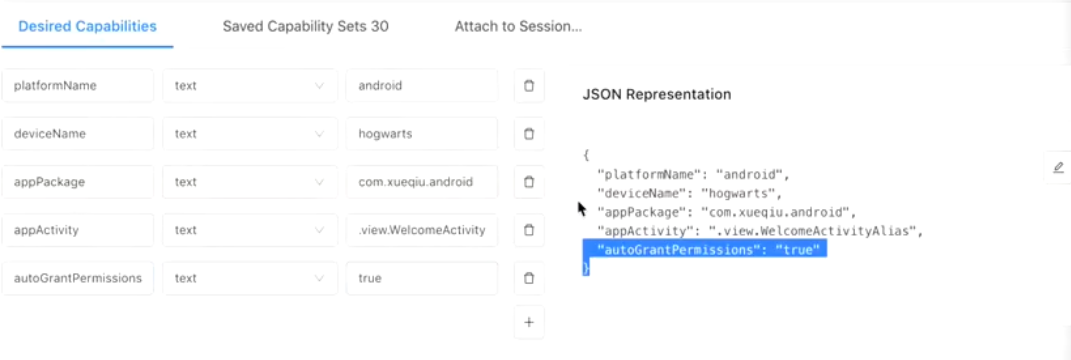 Desired Capabilities
Saved Capability Sets 30
Attach to Session...
platformName
text
android
deviceName
text
hogwarts
appPackage
text
com.xueqiu.android
appActivity
text
.view.WelcomeActivity
autoGrantPermissions
text
true
+
JSON Representation
{
"platformName": "android",
"deviceName": "hogwarts",
"appPackage": "com.xueqiu.android",
"appActivity": ".view.WelcomeActivityAlias",
"autoGrantPermissions": "true"
}